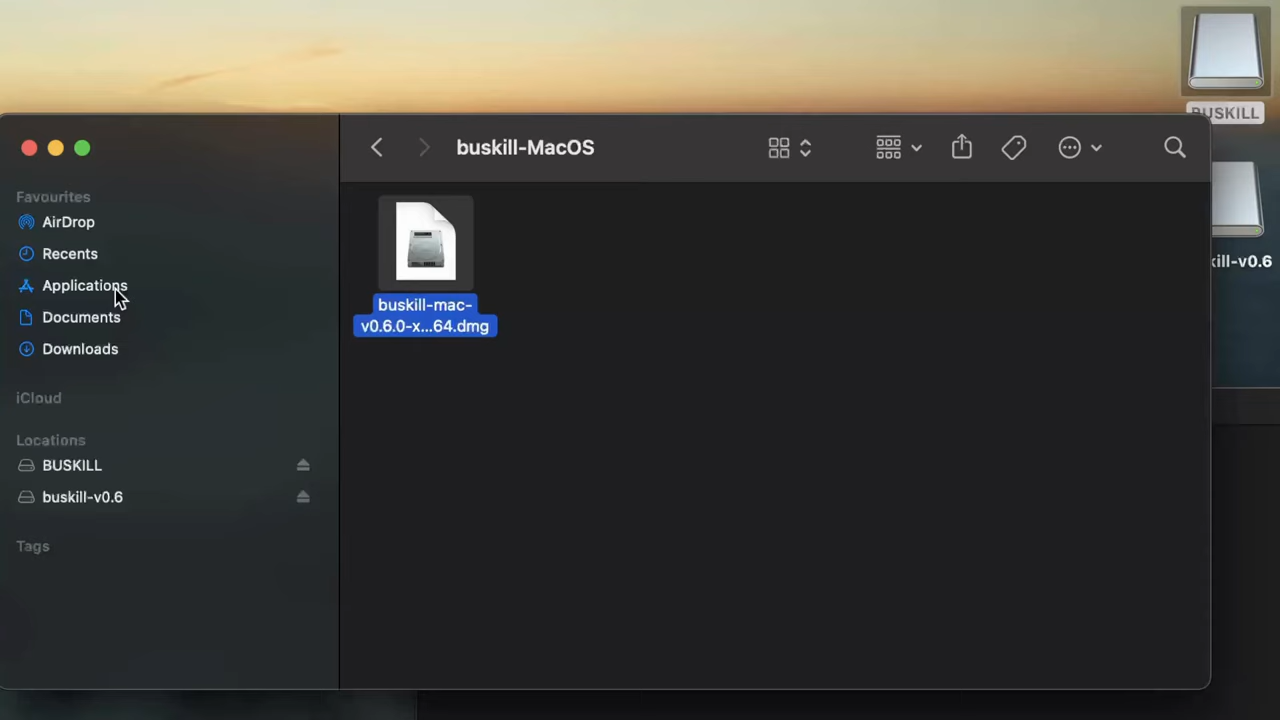 BUSKILL
buskill-MacOS
Favourites
AirDrop
Recents
Applications
Documents
Downloads
iCloud
Locations
BUSKILL
buskill-v0.6
Tags
buskill-mac-
v0.6.0-x...64.dmg
kill-v0.6